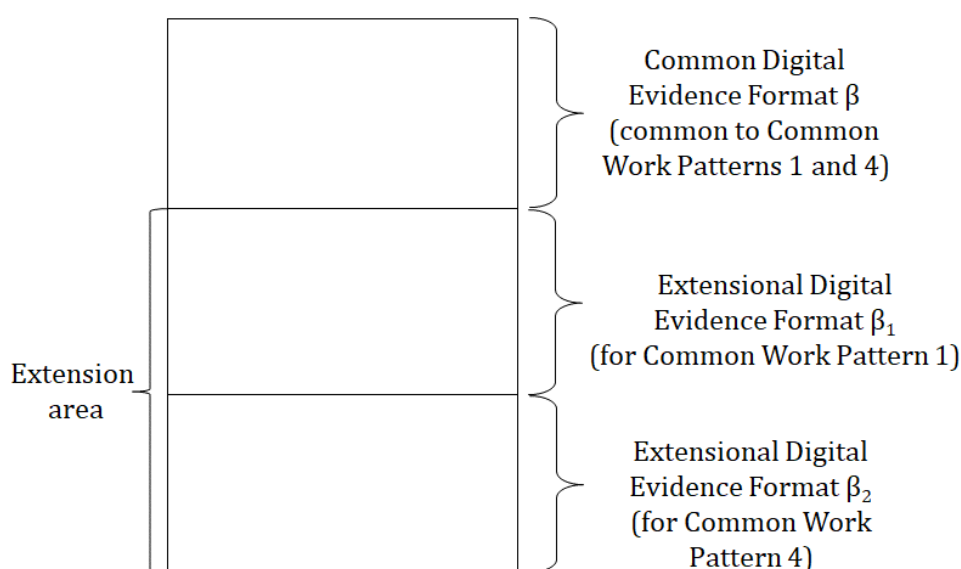 Common Digital
Evidence Format β
(common to Common
Work Patterns 1 and 4)
Extensional Digital
Evidence Format β₁
(for Common Work Pattern 1)
Extension
area
Extensional Digital
Evidence Format β₂
(for Common Work
Pattern 4)